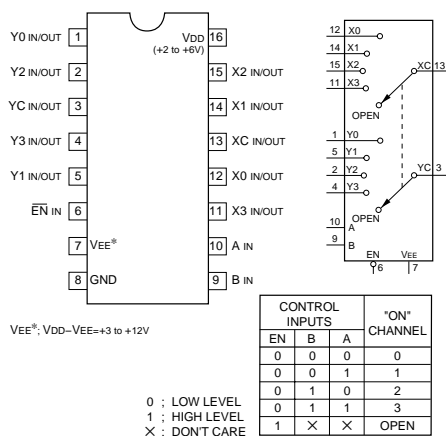 Y0 IN/OUT 1
Y2 IN/OUT 2
YC IN/OUT 3
Y3 IN/OUT 4
Y1 IN/OUT 5
EN IN 6
7 VEE*
8 GND
VDD 16
(+2 to +6V)
15 X2 IN/OUT
14 X1 IN/OUT
13 XC IN/OUT
12 X0 IN/OUT
11 X3 IN/OUT
10 A IN
9 B IN
VEE*; VDD–VEE=+3 to +12V
12 X0
14 X1
15 X2
11 X3
XC 13
OPEN
1 Y0
5 Y1
2 Y2
4 Y3
YC 3
OPEN
10 A
9 B
EN VEE
6 7
CONTROL INPUTS "ON" CHANNEL
EN B A
0 0 0 0
0 0 1 1
0 1 0 2
0 1 1 3
1 × × OPEN
0 ; LOW LEVEL
1 ; HIGH LEVEL
× ; DON'T CARE